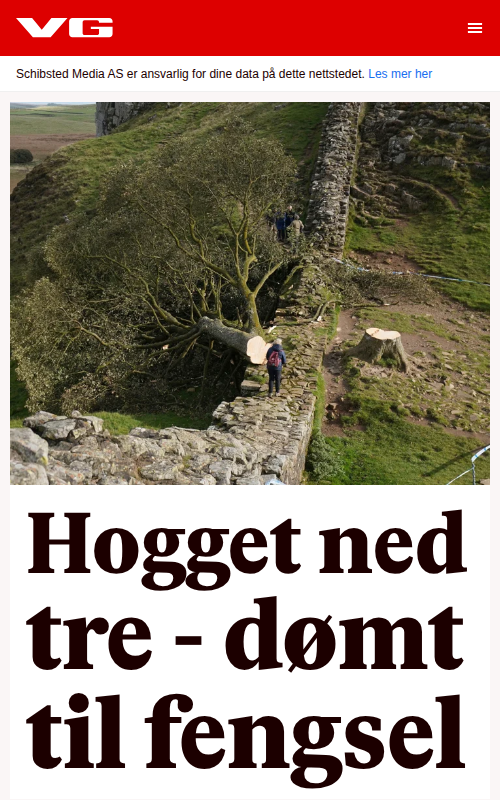 VG
Schibsted Media AS er ansvarlig for dine data på dette nettstedet. Les mer her
Hogget ned
tre - dømt
til fengsel